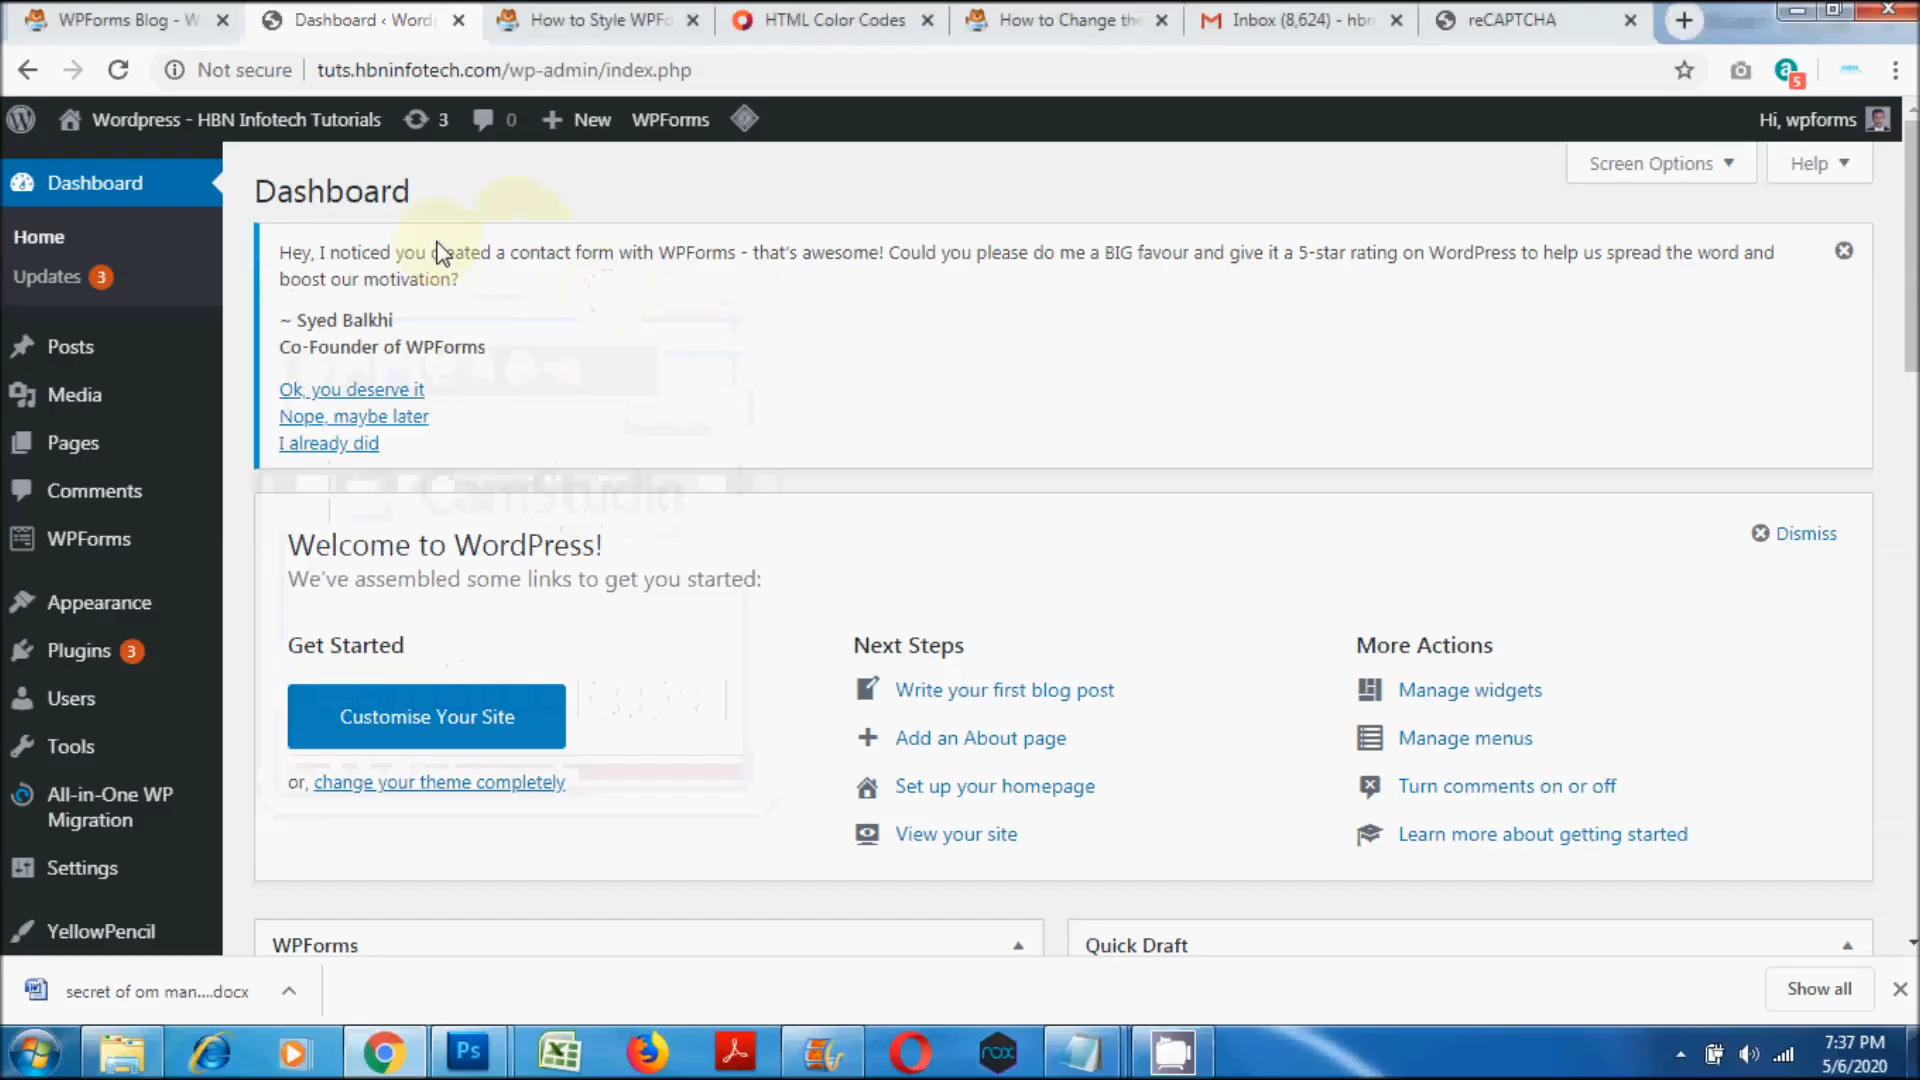 WPForms Blog - W
Dashboard ‹ Word
How to Style WPFo
HTML Color Codes
How to Change the
Inbox (8,624) - hbn
reCAPTCHA
Not secure
tuts.hbninfotech.com/wp-admin/index.php
5
Wordpress - HBN Infotech Tutorials
3
0
New
WPForms
Hi, wpforms
Dashboard
Home
Updates 3
Posts
Media
Pages
Comments
WPForms
Appearance
Plugins 3
Users
Tools
All-in-One WP
Migration
Settings
YellowPencil
Dashboard
Screen Options
Help
Hey, I noticed you created a contact form with WPForms - that's awesome! Could you please do me a BIG favour and give it a 5-star rating on WordPress to help us spread the word and
boost our motivation?
~ Syed Balkhi
Co-Founder of WPForms
Ok, you deserve it
Nope, maybe later
I already did
CamStudio
Welcome to WordPress!
Dismiss
We've assembled some links to get you started:
Get Started
Customise Your Site
or, change your theme completely
Next Steps
Write your first blog post
Add an About page
Set up your homepage
View your site
More Actions
Manage widgets
Manage menus
Turn comments on or off
Learn more about getting started
WPForms
Quick Draft
secret of om man....docx
Show all
Ps
nox
7:37 PM
5/6/2020